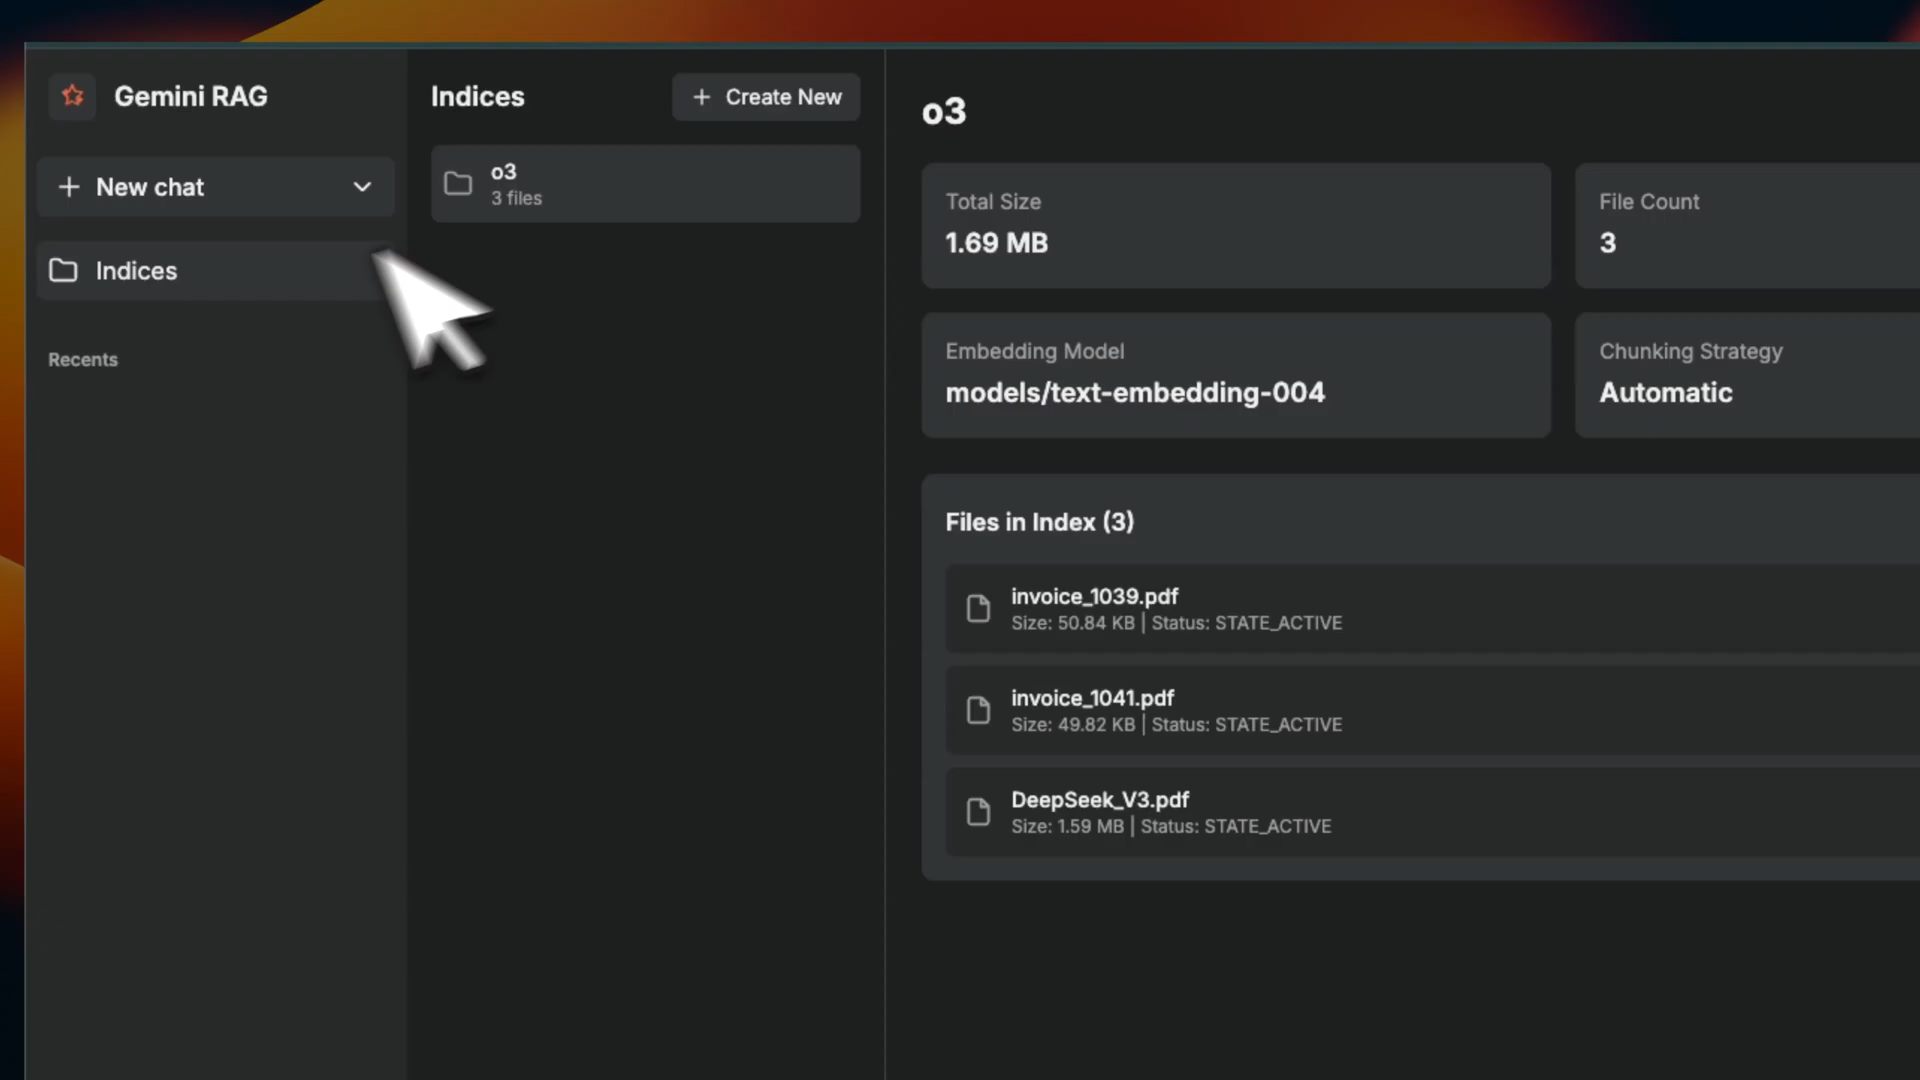 Gemini RAG
New chat
Indices
Recents
Indices
Create New
o3
3 files
o3
Total Size
1.69 MB
File Count
3
Embedding Model
models/text-embedding-004
Chunking Strategy
Automatic
Files in Index (3)
invoice_1039.pdf
Size: 50.84 KB | Status: STATE_ACTIVE
invoice_1041.pdf
Size: 49.82 KB | Status: STATE_ACTIVE
DeepSeek_V3.pdf
Size: 1.59 MB | Status: STATE_ACTIVE